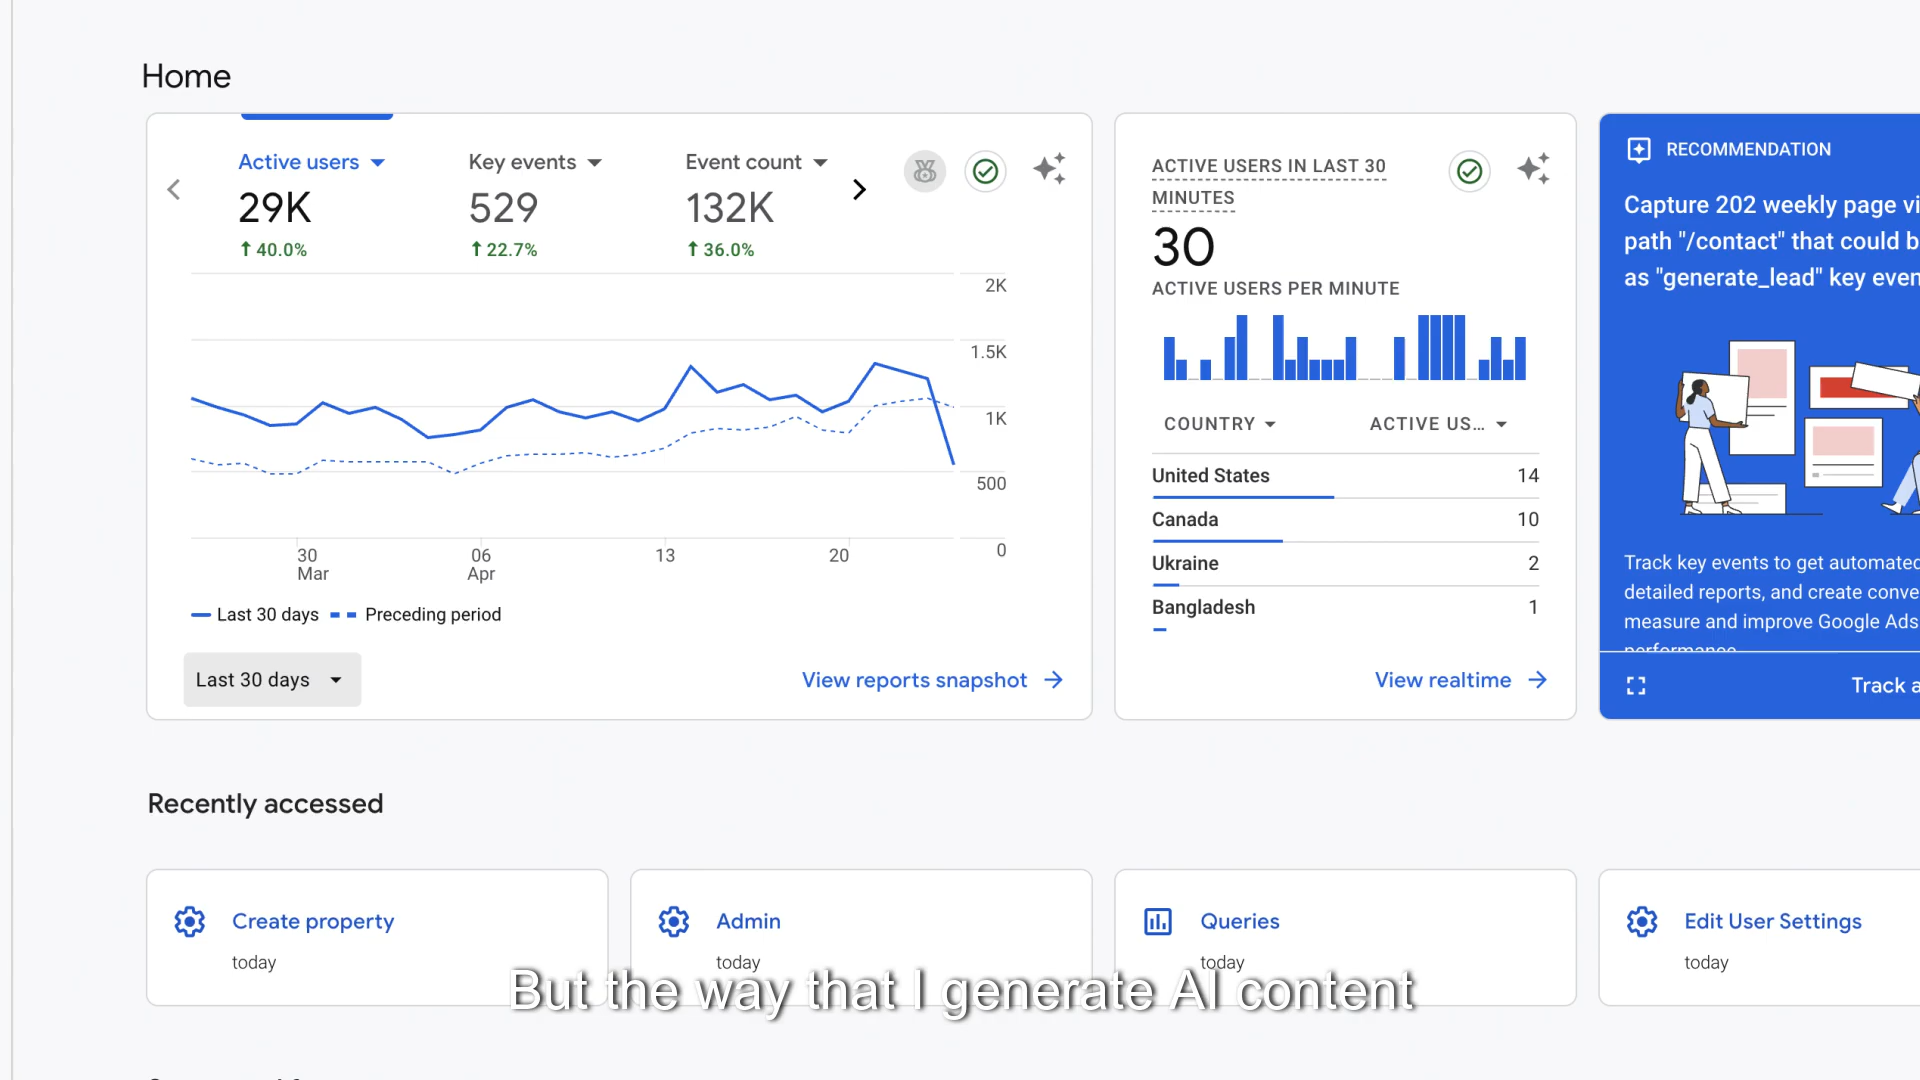 Home
Active users
29K
40.0%
Key events
529
22.7%
Event count
132K
36.0%
2K
1.5K
1K
500
0
30
Mar
06
Apr
13
20
Last 30 days
Preceding period
Last 30 days
View reports snapshot
ACTIVE USERS IN LAST 30
MINUTES
30
ACTIVE USERS PER MINUTE
COUNTRY
ACTIVE US...
United States 14
Canada 10
Ukraine 2
Bangladesh 1
View realtime
RECOMMENDATION
Capture 202 weekly page vi
path "/contact" that could b
as "generate_lead" key even
Track key events to get automated
detailed reports, and create conve
measure and improve Google Ads
performance
Track a
Recently accessed
Create property
today
Admin
today
Queries
today
Edit User Settings
today
But the way that I generate AI content